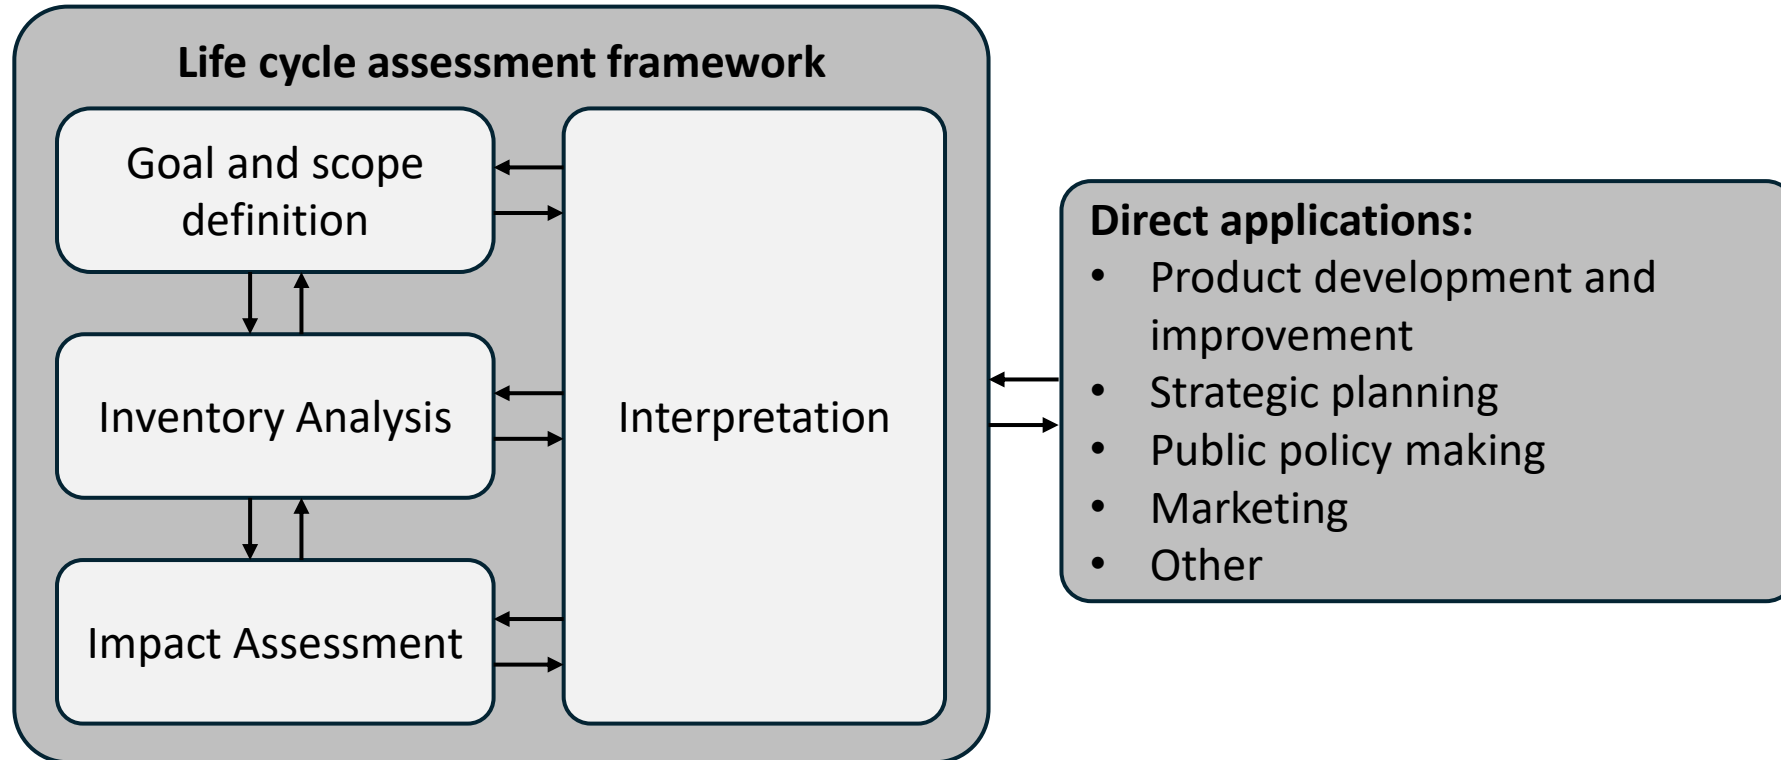 Life cycle assessment framework
Goal and scope
definition
Inventory Analysis
Impact Assessment
Interpretation
Direct applications:
• Product development and
improvement
• Strategic planning
• Public policy making
• Marketing
• Other